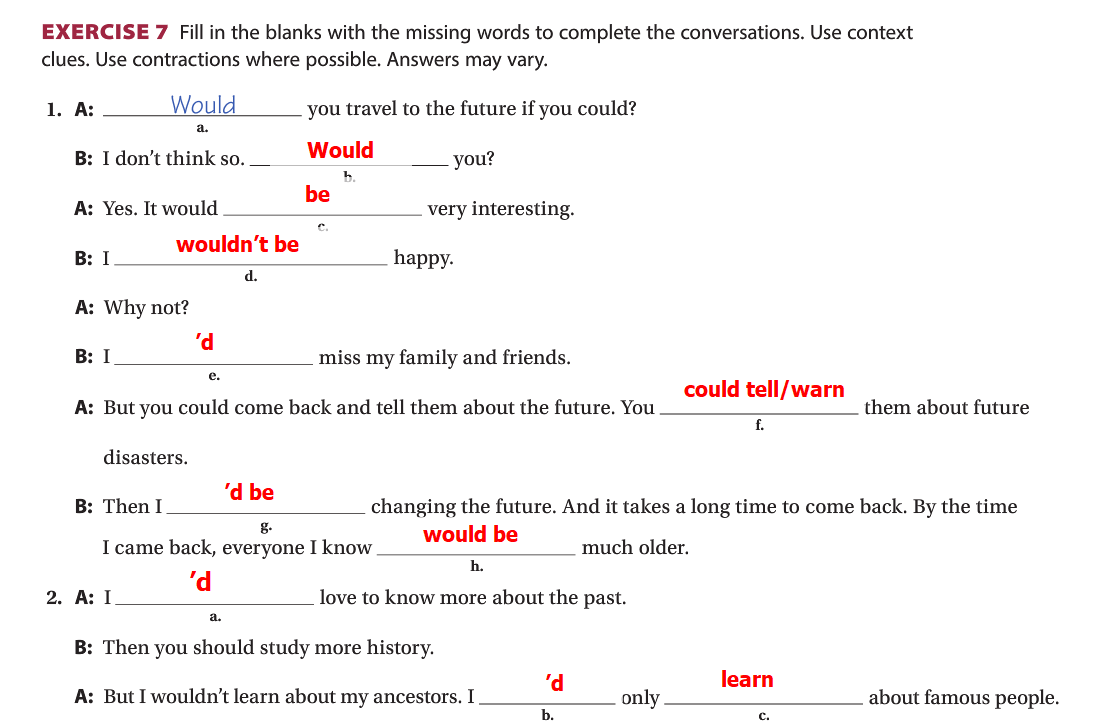 EXERCISE 7 Fill in the blanks with the missing words to complete the conversations. Use context
clues. Use contractions where possible. Answers may vary.
1. A: Would you travel to the future if you could?
a.
B: I don't think so. Would you?
b.
A: Yes. It would be very interesting.
c.
B: I wouldn't be happy.
d.
A: Why not?
B: I 'd miss my family and friends.
e.
A: But you could come back and tell them about the future. You could tell/warn them about future
f.
disasters.
B: Then I 'd be changing the future. And it takes a long time to come back. By the time
g.
I came back, everyone I know would be much older.
h.
2. A: I 'd love to know more about the past.
a.
B: Then you should study more history.
A: But I wouldn't learn about my ancestors. I 'd only learn about famous people.
b. c.